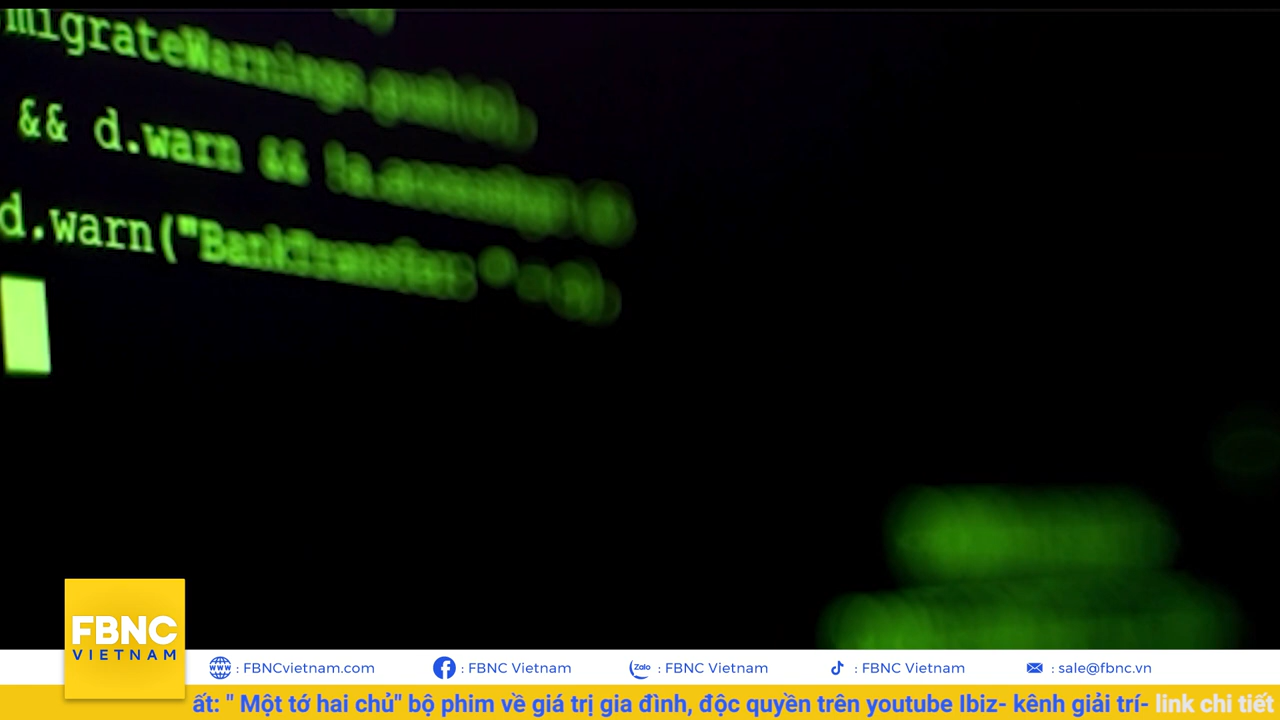 migrateWarnings
&& d.warn && !a.
d.warn("BankTransfer
FBNC
VIETNAM
: FBNCvietnam.com
Zalo
: FBNC Vietnam
: FBNC Vietnam
: FBNC Vietnam
: sale@fbnc.vn
ất: " Một tớ hai chủ" bộ phim về giá trị gia đình, độc quyền trên youtube Ibiz- kênh giải trí- link chi tiết